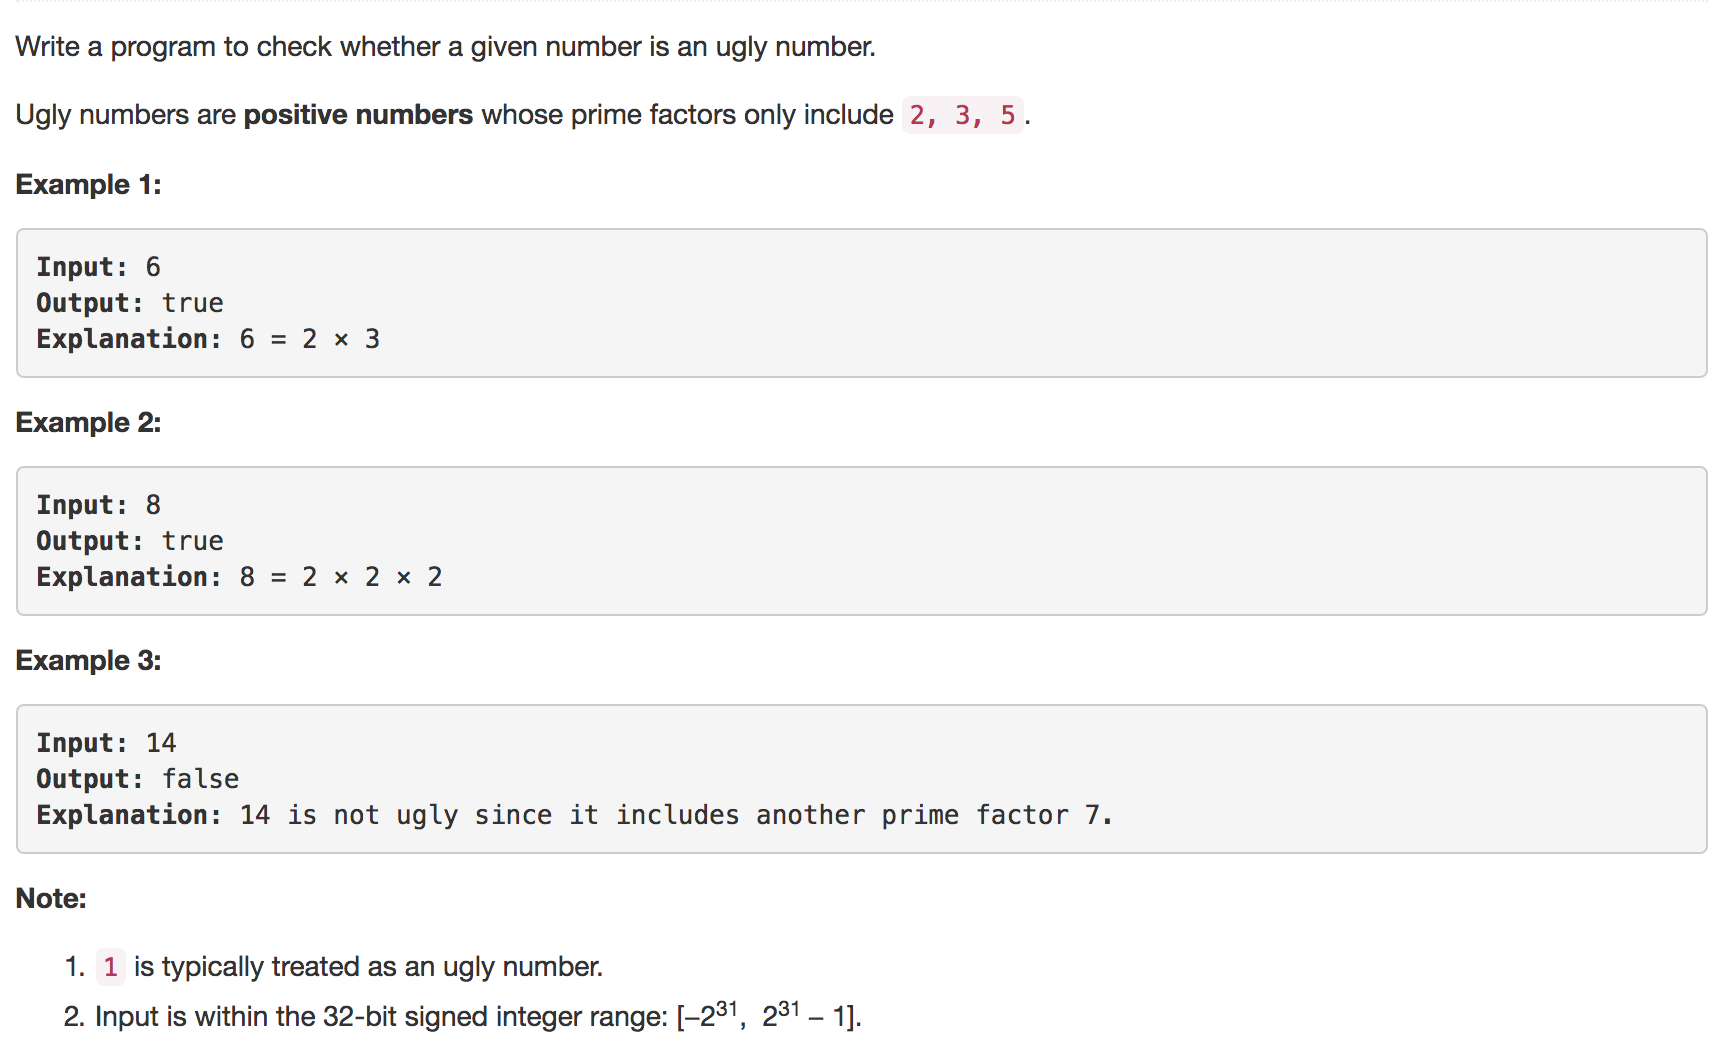 Write a program to check whether a given number is an ugly number.
Ugly numbers are positive numbers whose prime factors only include 2, 3, 5.
Example 1:
Input: 6
Output: true
Explanation: 6 = 2 × 3
Example 2:
Input: 8
Output: true
Explanation: 8 = 2 × 2 × 2
Example 3:
Input: 14
Output: false
Explanation: 14 is not ugly since it includes another prime factor 7.
Note:
1. 1 is typically treated as an ugly number.
2. Input is within the 32-bit signed integer range: [−2³¹, 2³¹ − 1].